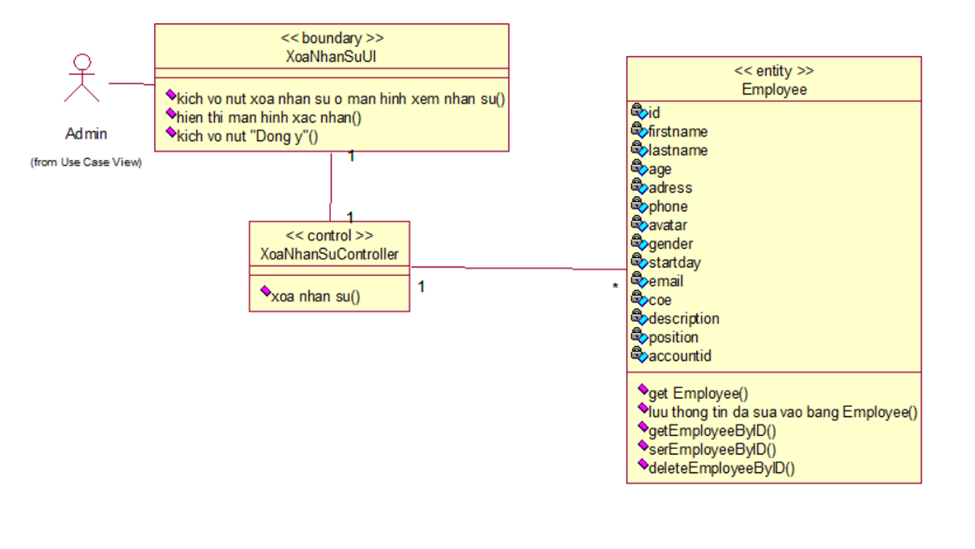 << boundary >>
XoaNhanSuUI
kich vo nut xoa nhan su o man hinh xem nhan su()
hien thi man hinh xac nhan()
kich vo nut "Dong y"()
Admin
(from Use Case View)
1
1
<< control >>
XoaNhanSuController
xoa nhan su()
1
*
<< entity >>
Employee
id
firstname
lastname
age
adress
phone
avatar
gender
startday
email
coe
description
position
accountid
get Employee()
luu thong tin da sua vao bang Employee()
getEmployeeByID()
serEmployeeByID()
deleteEmployeeByID()